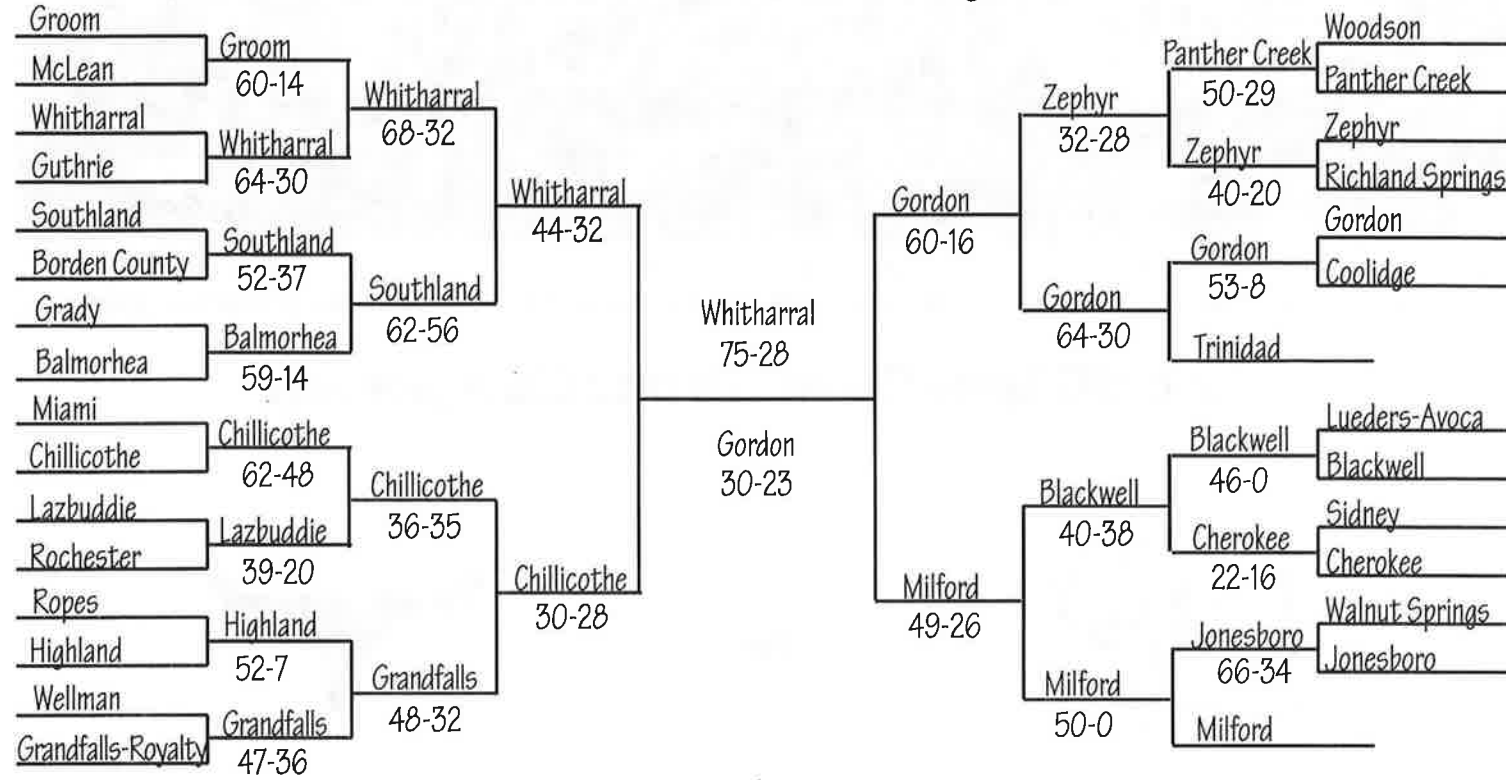 Groom
McLean
Whitharral
Guthrie
Southland
Borden County
Grady
Balmorhea
Miami
Chillicothe
Lazbuddie
Rochester
Ropes
Highland
Wellman
Grandfalls-Royalty
Groom
60-14
Whitharral
64-30
Southland
52-37
Balmorhea
59-14
Chillicothe
62-48
Lazbuddie
39-20
Highland
52-7
Grandfalls
47-36
Whitharral
68-32
Southland
62-56
Chillicothe
36-35
Grandfalls
48-32
Whitharral
44-32
Chillicothe
30-28
Whitharral
75-28
Gordon
30-23
Gordon
60-16
Milford
49-26
Zephyr
32-28
Gordon
64-30
Blackwell
40-38
Milford
50-0
Panther Creek
50-29
Zephyr
40-20
Gordon
53-8
Trinidad
Blackwell
46-0
Cherokee
22-16
Jonesboro
66-34
Milford
Woodson
Panther Creek
Zephyr
Richland Springs
Gordon
Coolidge
Lueders-Avoca
Blackwell
Sidney
Cherokee
Walnut Springs
Jonesboro